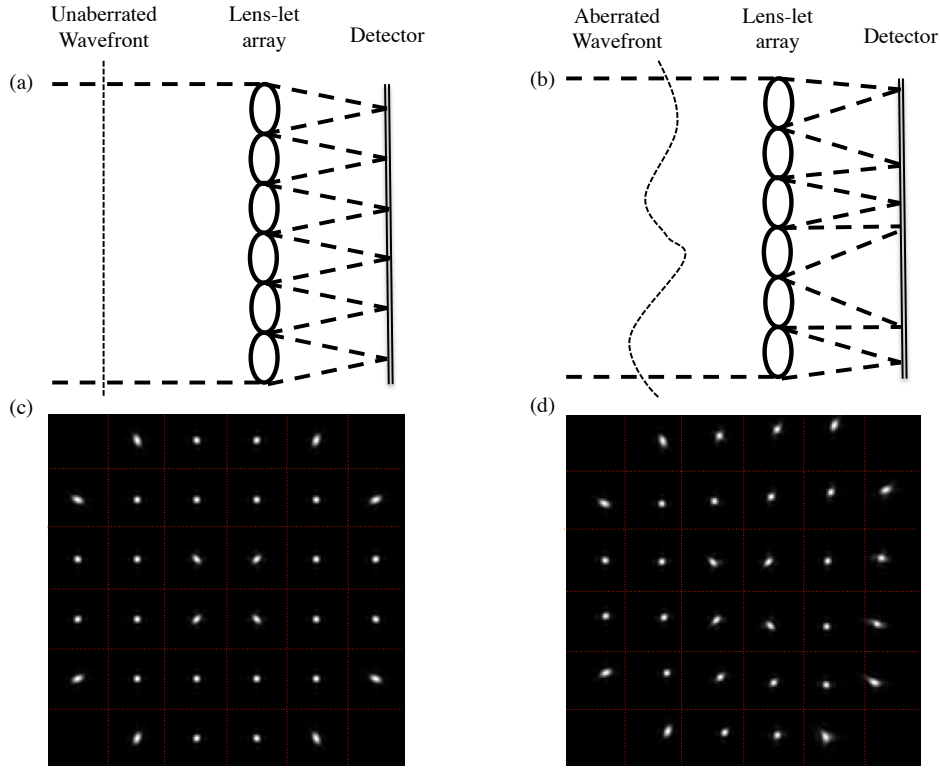 Unaberrated
Wavefront
Lens-let
array
Detector
Aberrated
Wavefront
Lens-let
array
Detector
(a)
(b)
(c)
(d)